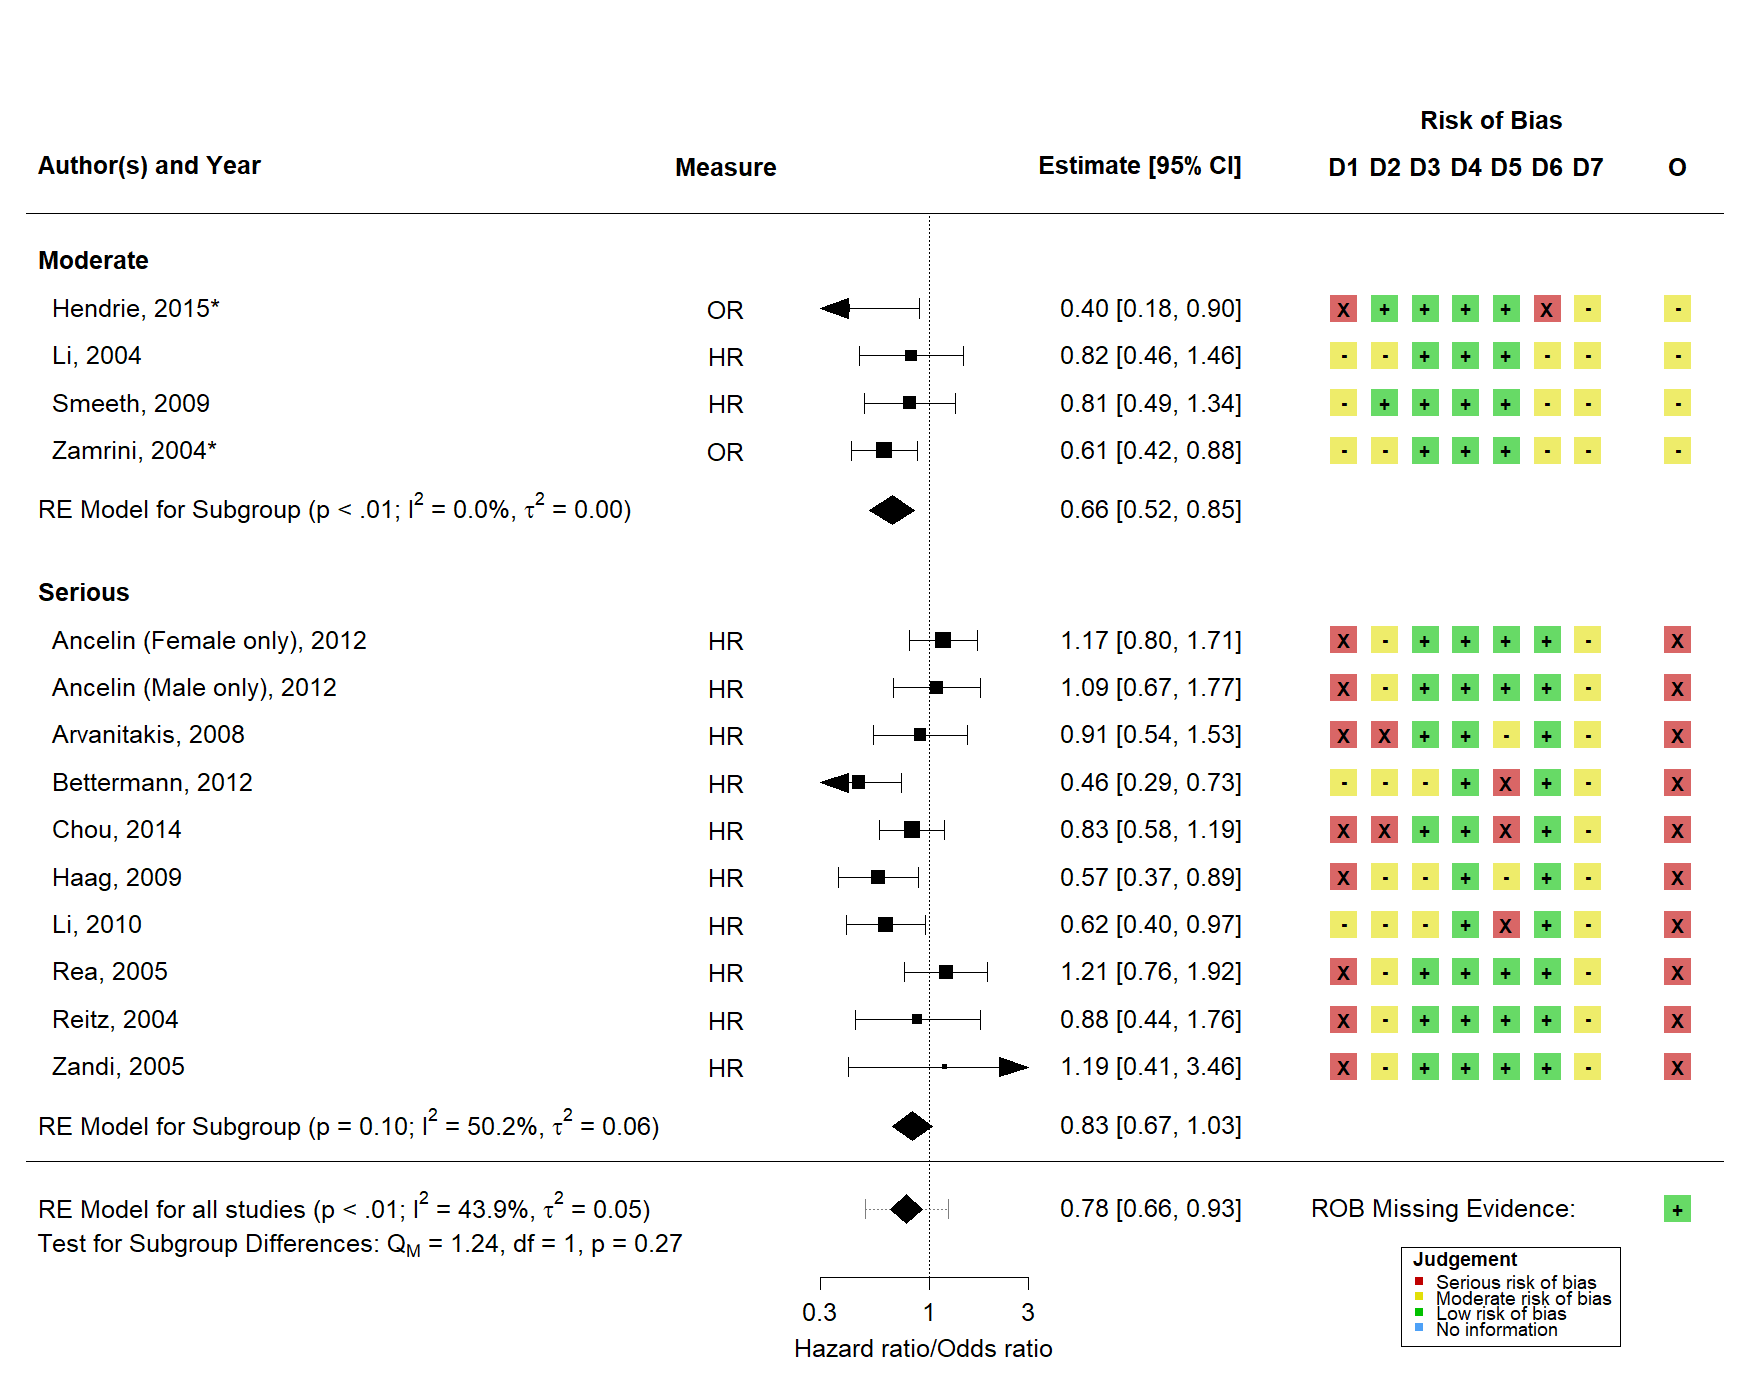 Risk of Bias
Author(s) and Year Measure Estimate [95% CI] D1 D2 D3 D4 D5 D6 D7 O
Moderate
Hendrie, 2015* OR 0.40 [0.18, 0.90] X + + + + X - -
Li, 2004 HR 0.82 [0.46, 1.46] - - + + + - - -
Smeeth, 2009 HR 0.81 [0.49, 1.34] - + + + + - - -
Zamrini, 2004* OR 0.61 [0.42, 0.88] - - + + + - - -
RE Model for Subgroup (p < .01; I² = 0.0%, τ² = 0.00) 0.66 [0.52, 0.85]
Serious
Ancelin (Female only), 2012 HR 1.17 [0.80, 1.71] X - + + + + - X
Ancelin (Male only), 2012 HR 1.09 [0.67, 1.77] X - + + + + - X
Arvanitakis, 2008 HR 0.91 [0.54, 1.53] X X + + - + - X
Bettermann, 2012 HR 0.46 [0.29, 0.73] - - - + X + - X
Chou, 2014 HR 0.83 [0.58, 1.19] X X + + X + - X
Haag, 2009 HR 0.57 [0.37, 0.89] X - - + - + - X
Li, 2010 HR 0.62 [0.40, 0.97] - - - + X + - X
Rea, 2005 HR 1.21 [0.76, 1.92] X - + + + + - X
Reitz, 2004 HR 0.88 [0.44, 1.76] X - + + + + - X
Zandi, 2005 HR 1.19 [0.41, 3.46] X - + + + + - X
RE Model for Subgroup (p = 0.10; I² = 50.2%, τ² = 0.06) 0.83 [0.67, 1.03]
RE Model for all studies (p < .01; I² = 43.9%, τ² = 0.05) 0.78 [0.66, 0.93] ROB Missing Evidence: +
Test for Subgroup Differences: Q_M = 1.24, df = 1, p = 0.27
0.3 1 3
Hazard ratio/Odds ratio
Judgement
Serious risk of bias
Moderate risk of bias
Low risk of bias
No information